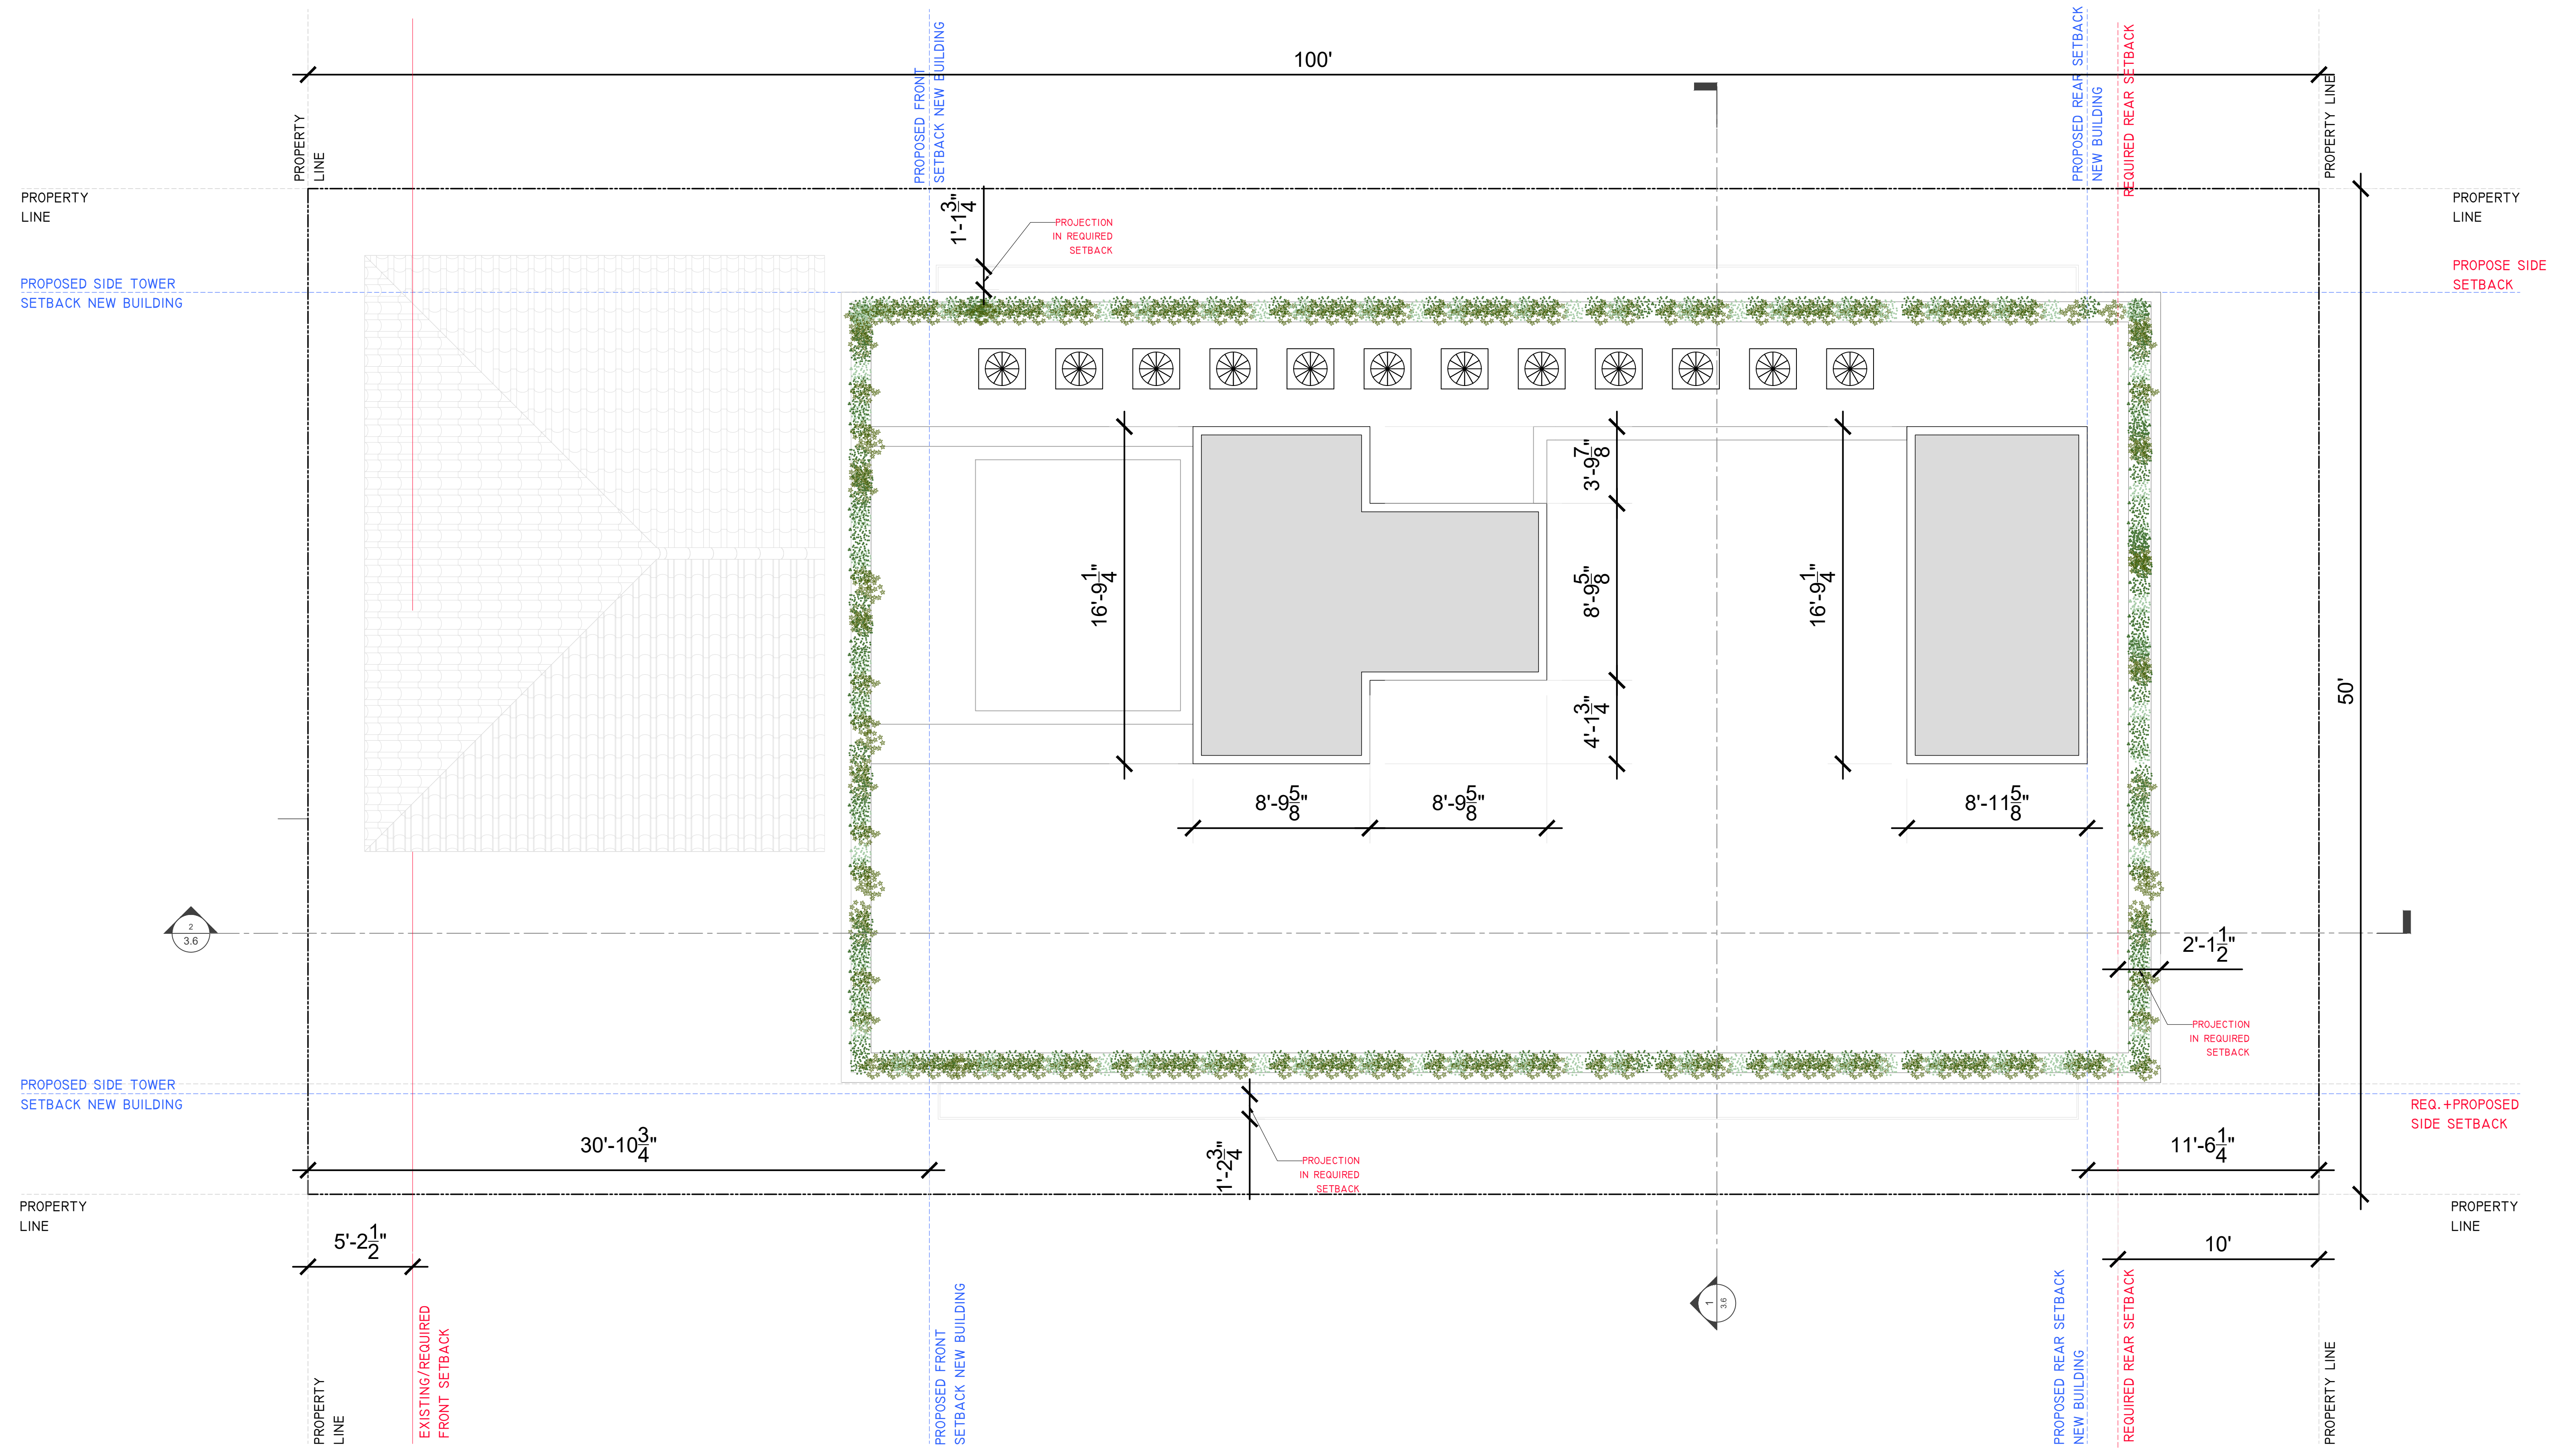 100'
PROPOSED FRONT
SETBACK NEW BUILDING
PROPOSED REAR SETBACK
NEW BUILDING
REQUIRED REAR SETBACK
PROPERTY
LINE
PROPERTY LINE
PROPERTY
LINE
PROPERTY
LINE
1'-1 3/4"
PROJECTION
IN REQUIRED
SETBACK
PROPOSED SIDE TOWER
SETBACK NEW BUILDING
PROPOSE SIDE
SETBACK
16'-9 1/4"
3'-9 7/8"
8'-9 5/8"
4'-1 3/4"
16'-9 1/4"
50'
8'-9 5/8"
8'-9 5/8"
8'-11 5/8"
2
3.6
2'-1 1/2"
PROJECTION
IN REQUIRED
SETBACK
PROPOSED SIDE TOWER
SETBACK NEW BUILDING
REQ.+PROPOSED
SIDE SETBACK
30'-10 3/4"
1'-2 3/4"
PROJECTION
IN REQUIRED
SETBACK
11'-6 1/4"
PROPERTY
LINE
PROPERTY
LINE
5'-2 1/2"
10'
1
3.6
PROPERTY
LINE
EXISTING/REQUIRED
FRONT SETBACK
PROPOSED FRONT
SETBACK NEW BUILDING
PROPOSED REAR SETBACK
NEW BUILDING
REQUIRED REAR SETBACK
PROPERTY LINE